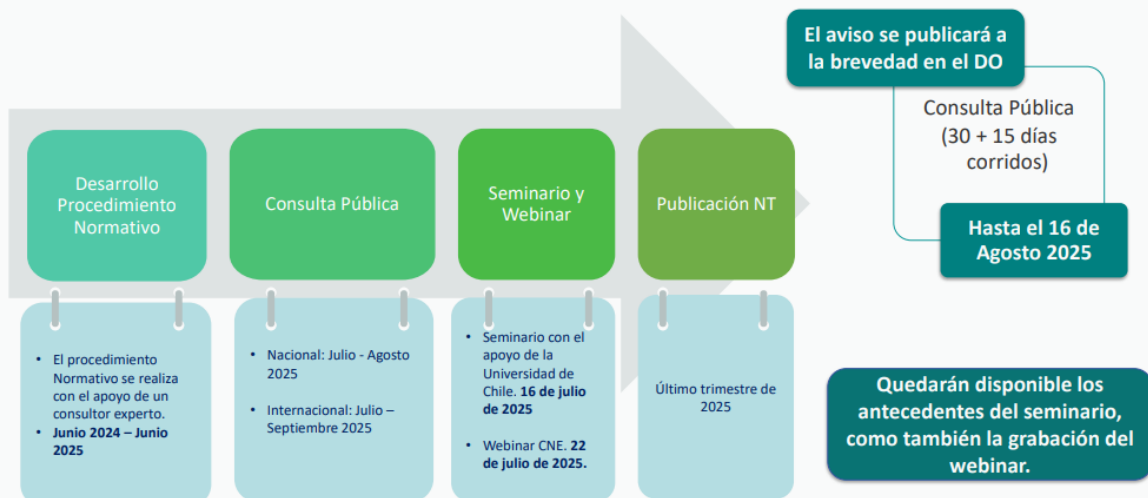 Desarrollo
Procedimiento
Normativo
Consulta Pública
Seminario y
Webinar
Publicación NT
• El procedimiento
Normativo se realiza
con el apoyo de un
consultor experto.
• Junio 2024 – Junio
2025
• Nacional: Julio - Agosto
2025
• Internacional: Julio –
Septiembre 2025
• Seminario con el
apoyo de la
Universidad de
Chile. 16 de julio
de 2025
• Webinar CNE. 22
de julio de 2025.
Último trimestre de
2025
El aviso se publicará a
la brevedad en el DO
Consulta Pública
(30 + 15 días
corridos)
Hasta el 16 de
Agosto 2025
Quedarán disponible los
antecedentes del seminario,
como también la grabación del
webinar.